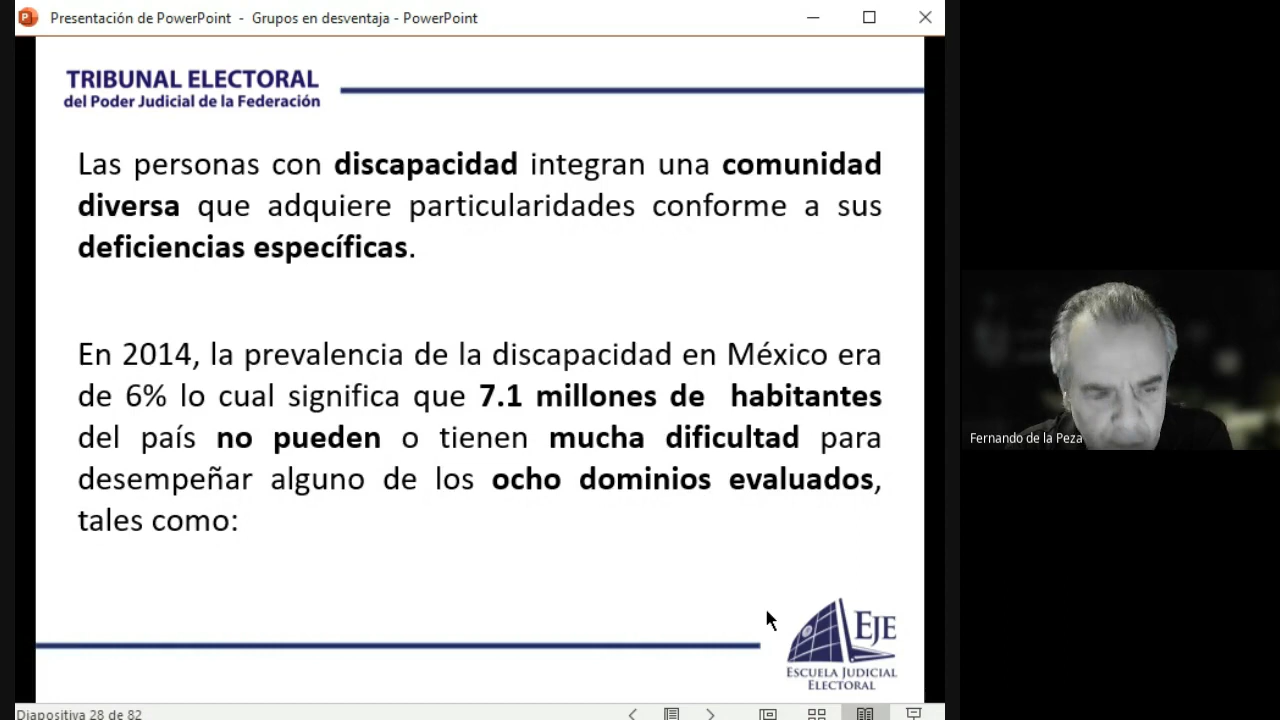 Presentación de PowerPoint - Grupos en desventaja - PowerPoint
TRIBUNAL ELECTORAL
del Poder Judicial de la Federación
Las personas con discapacidad integran una comunidad
diversa que adquiere particularidades conforme a sus
deficiencias específicas.
En 2014, la prevalencia de la discapacidad en México era
de 6% lo cual significa que 7.1 millones de habitantes
del país no pueden o tienen mucha dificultad para
desempeñar alguno de los ocho dominios evaluados,
tales como:
EJE
ESCUELA JUDICIAL
ELECTORAL
Diapositiva 28 de 82
Fernando de la Peza